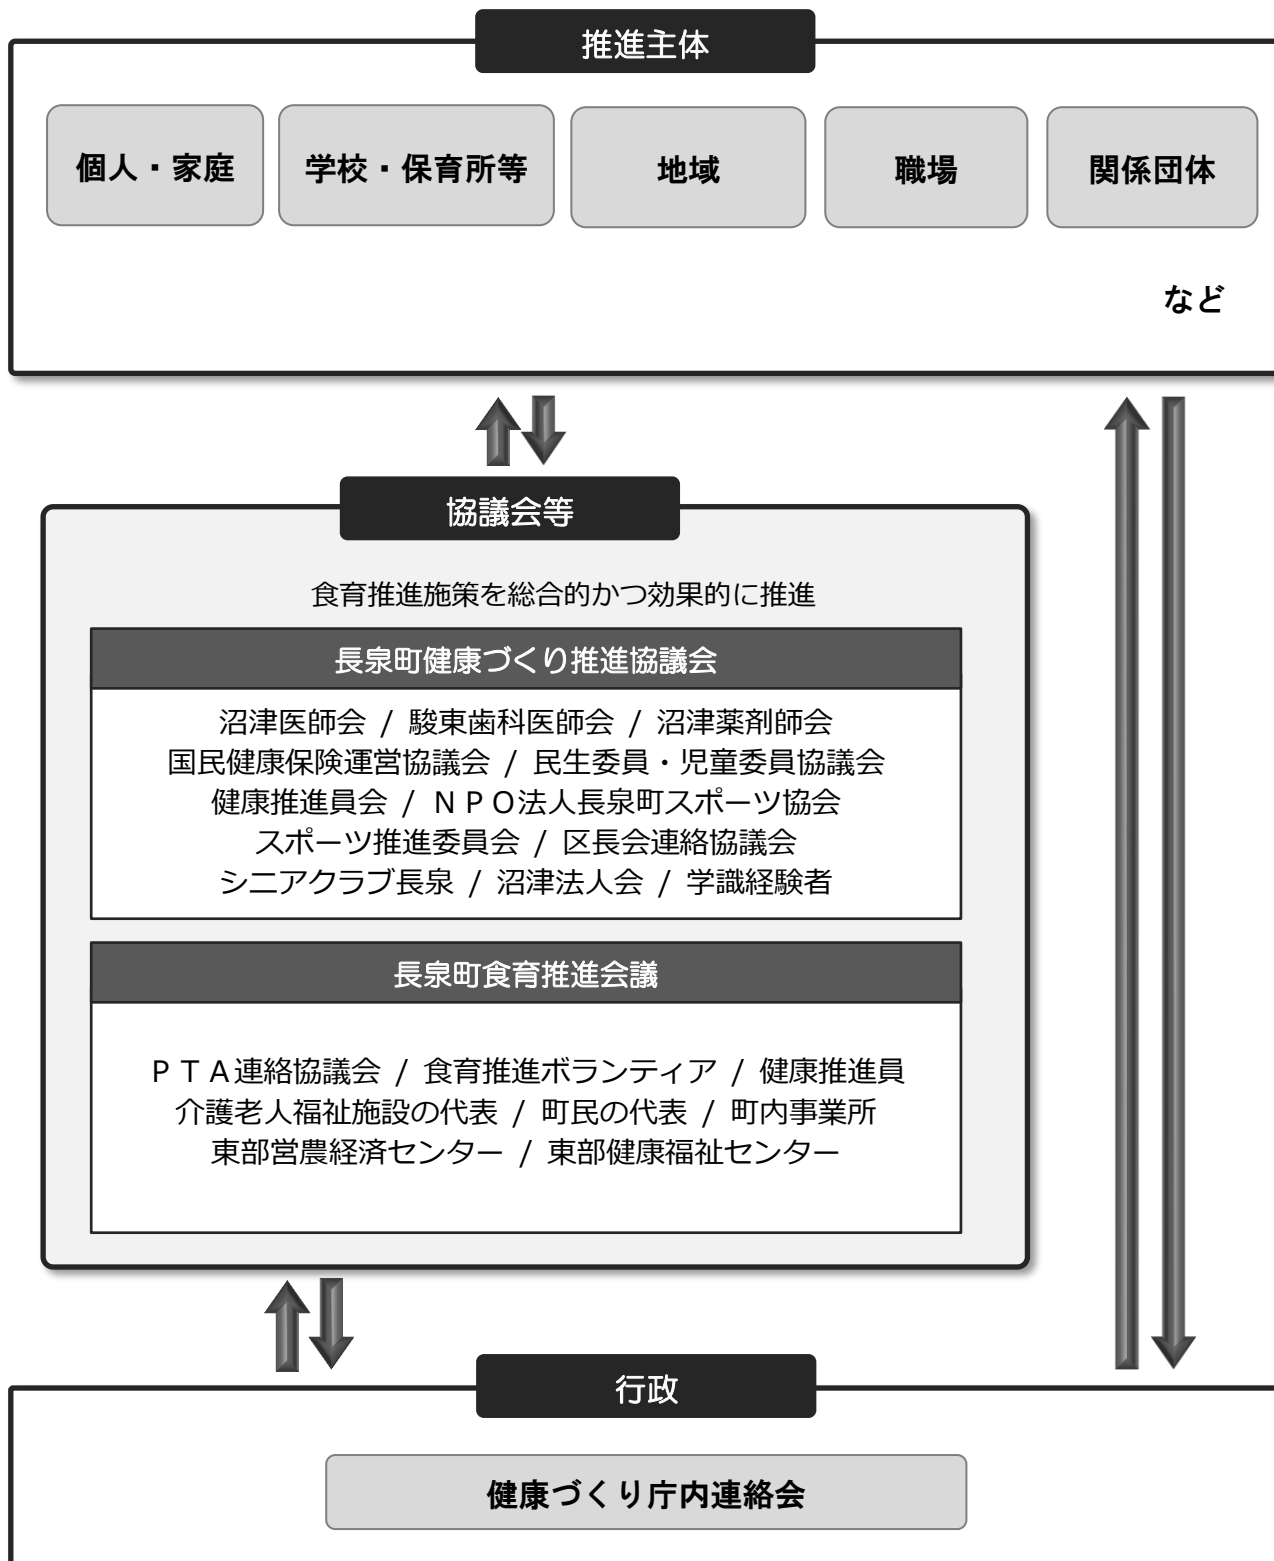 推進主体
個人・家庭
学校・保育所等
地域
職場
関係団体
など
協議会等
食育推進施策を総合的かつ効果的に推進
長泉町健康づくり推進協議会
沼津医師会 / 駿東歯科医師会 / 沼津薬剤師会
国民健康保険運営協議会 / 民生委員・児童委員協議会
健康推進員会 / ＮＰＯ法人長泉町スポーツ協会
スポーツ推進委員会 / 区長会連絡協議会
シニアクラブ長泉 / 沼津法人会 / 学識経験者
長泉町食育推進会議
ＰＴＡ連絡協議会 / 食育推進ボランティア / 健康推進員
介護老人福祉施設の代表 / 町民の代表 / 町内事業所
東部営農経済センター / 東部健康福祉センター
行政
健康づくり庁内連絡会